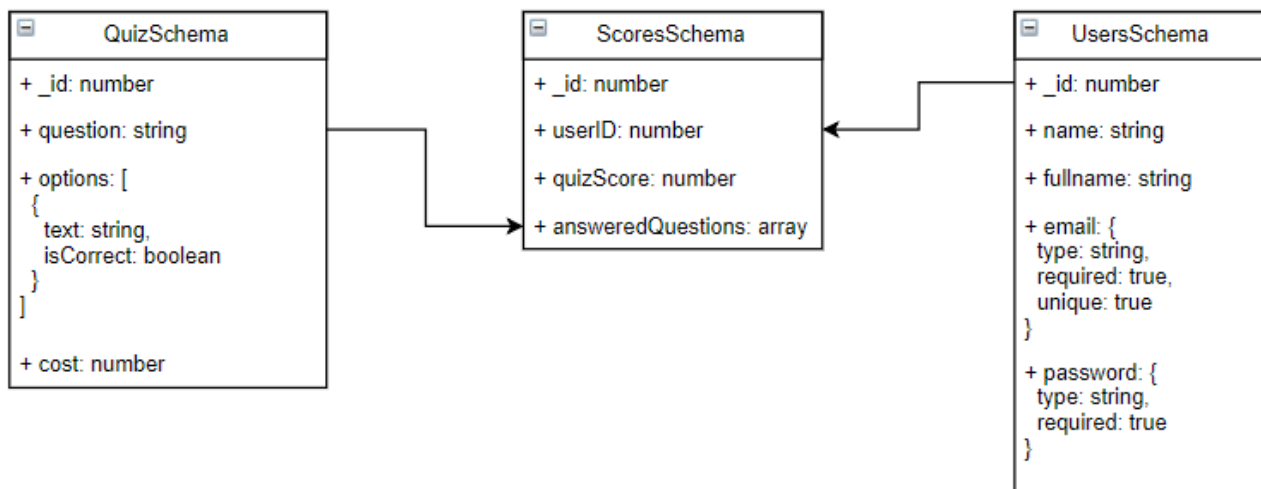 QuizSchema
+ _id: number
+ question: string
+ options: [
{
text: string,
isCorrect: boolean
}
]
+ cost: number
ScoresSchema
+ _id: number
+ userID: number
+ quizScore: number
+ answeredQuestions: array
UsersSchema
+ _id: number
+ name: string
+ fullname: string
+ email: {
type: string,
required: true,
unique: true
}
+ password: {
type: string,
required: true
}